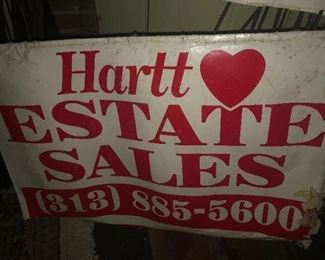 Hartt
ESTATE
SALES
(313) 885-5600